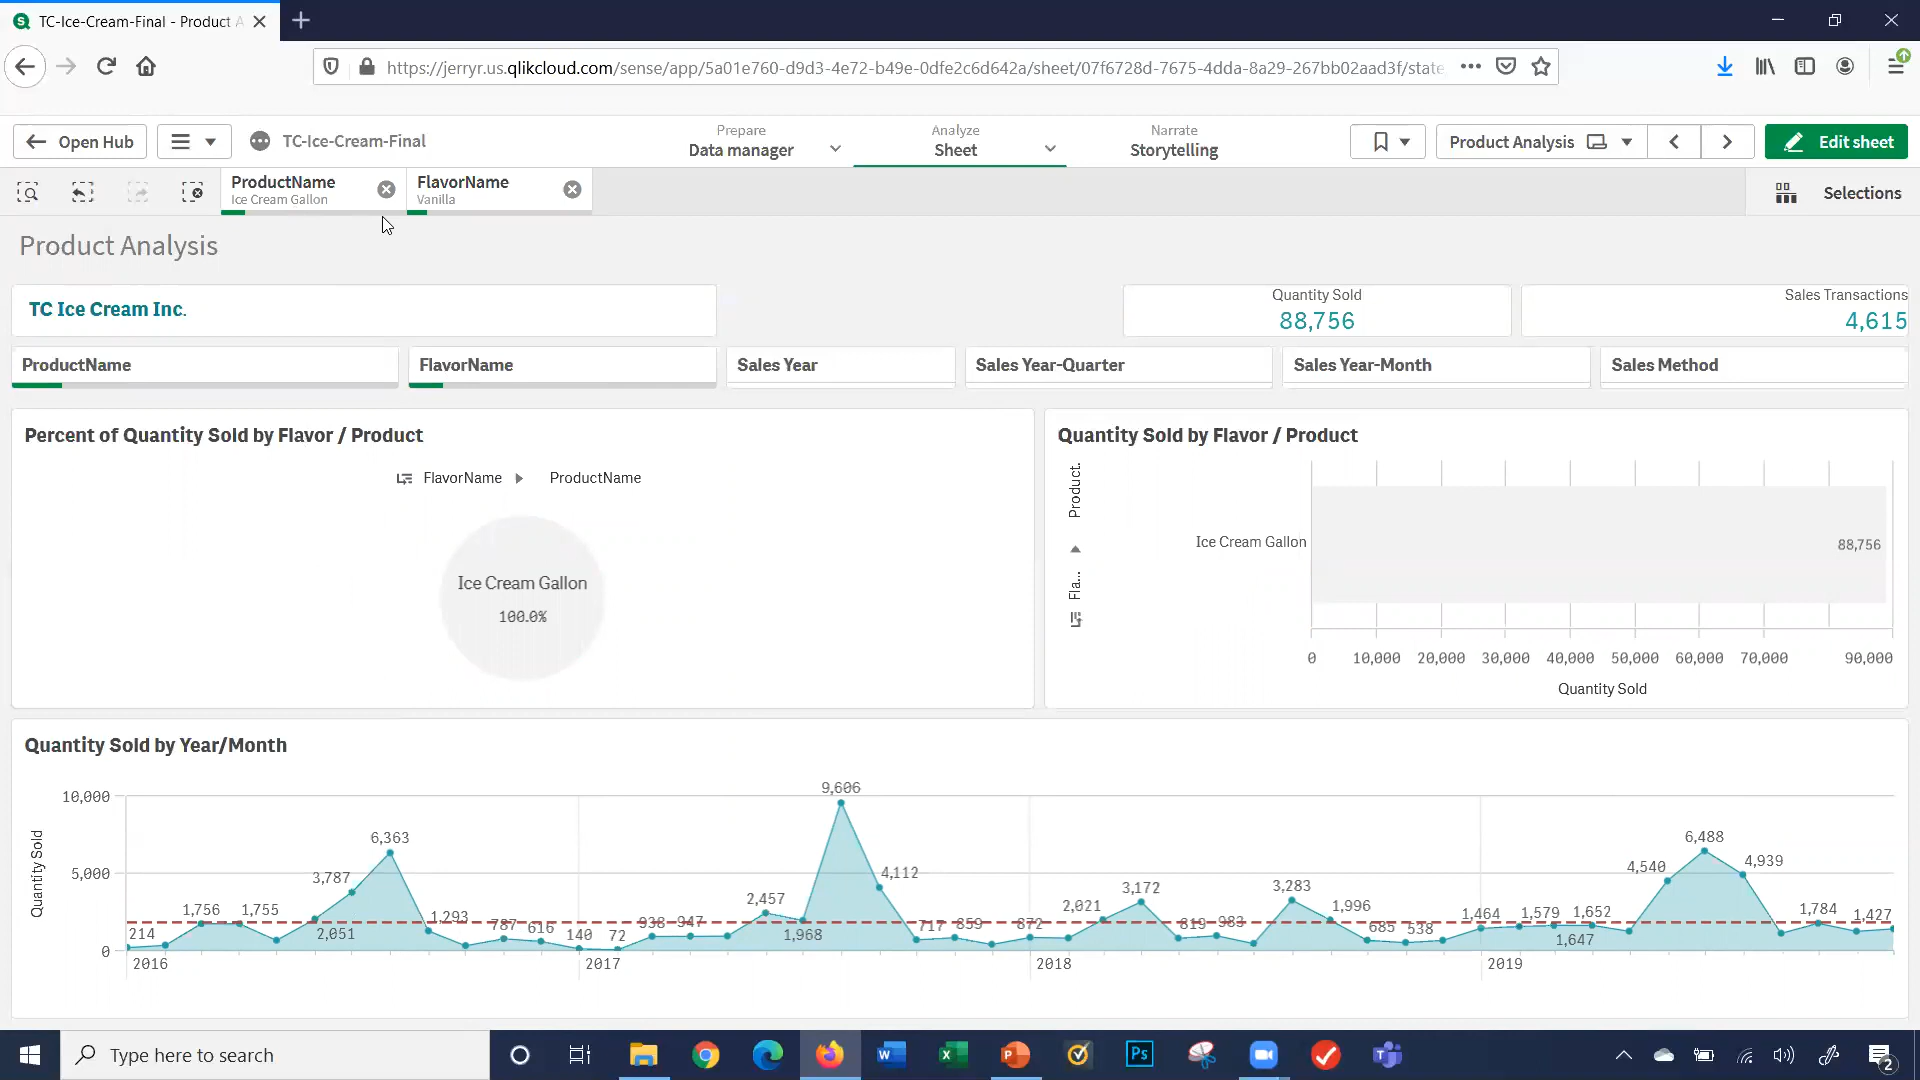 TC-Ice-Cream-Final - Product A
https://jerryr.us.qlikcloud.com/sense/app/5a01e760-d9d3-4e72-b49e-0dfe2c6d642a/sheet/07f6728d-7675-4dda-8a29-267bb02aad3f/state
Open Hub
TC-Ice-Cream-Final
Prepare
Data manager
Analyze
Sheet
Narrate
Storytelling
Product Analysis
Edit sheet
ProductName
Ice Cream Gallon
FlavorName
Vanilla
Selections
Product Analysis
TC Ice Cream Inc.
Quantity Sold
88,756
Sales Transactions
4,615
ProductName
FlavorName
Sales Year
Sales Year-Quarter
Sales Year-Month
Sales Method
Percent of Quantity Sold by Flavor / Product
FlavorName
ProductName
Ice Cream Gallon
100.0%
Quantity Sold by Flavor / Product
Product.
Fla...
Ice Cream Gallon
88,756
0 10,000 20,000 30,000 40,000 50,000 60,000 70,000 90,000
Quantity Sold
Quantity Sold by Year/Month
Quantity Sold
10,000
5,000
0
214 1,756 1,755 2,051 3,787 6,363 1,293 787 616 140 72 938 947 2,457 1,968 9,606 4,112 717 859 872 2,021 3,172 819 983 3,283 1,996 685 538 1,464 1,579 1,647 1,652 4,540 6,488 4,939 1,784 1,427
2016 2017 2018 2019
Type here to search
2